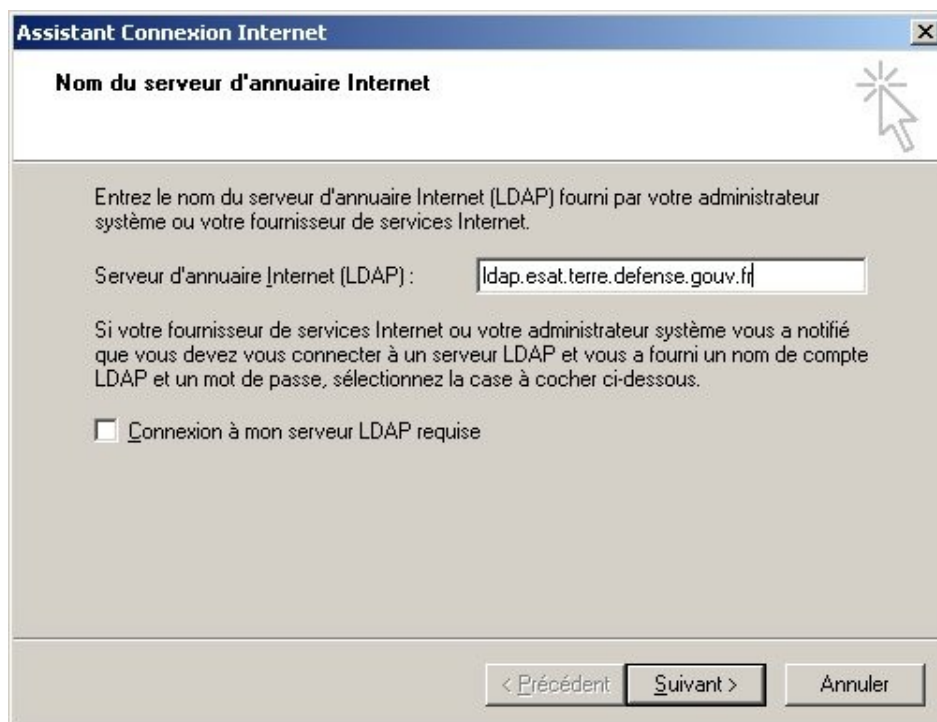 Assistant Connexion Internet
Nom du serveur d'annuaire Internet
Entrez le nom du serveur d'annuaire Internet (LDAP) fourni par votre administrateur
système ou votre fournisseur de services Internet.
Serveur d'annuaire Internet (LDAP) : ldap.esat.terre.defense.gouv.fr
Si votre fournisseur de services Internet ou votre administrateur système vous a notifié
que vous devez vous connecter à un serveur LDAP et vous a fourni un nom de compte
LDAP et un mot de passe, sélectionnez la case à cocher ci-dessous.
Connexion à mon serveur LDAP requise
< Précédent Suivant > Annuler